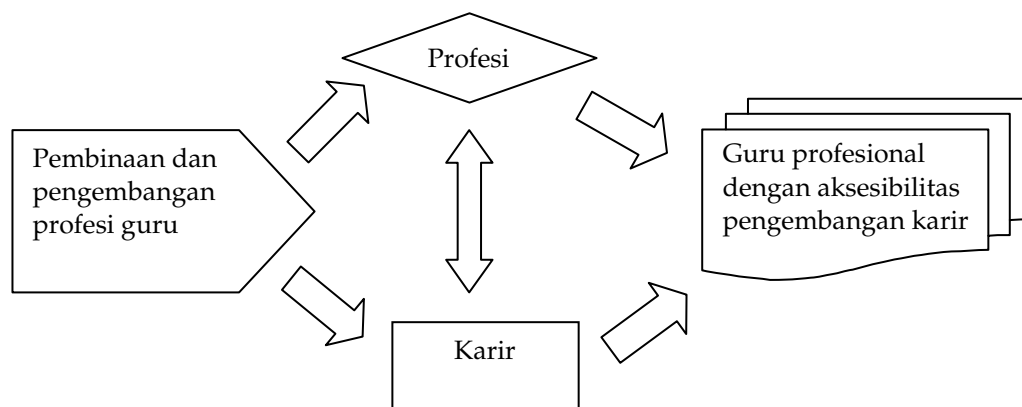 Profesi
Pembinaan dan
pengembangan
profesi guru
Guru profesional
dengan aksesibilitas
pengembangan karir
Karir